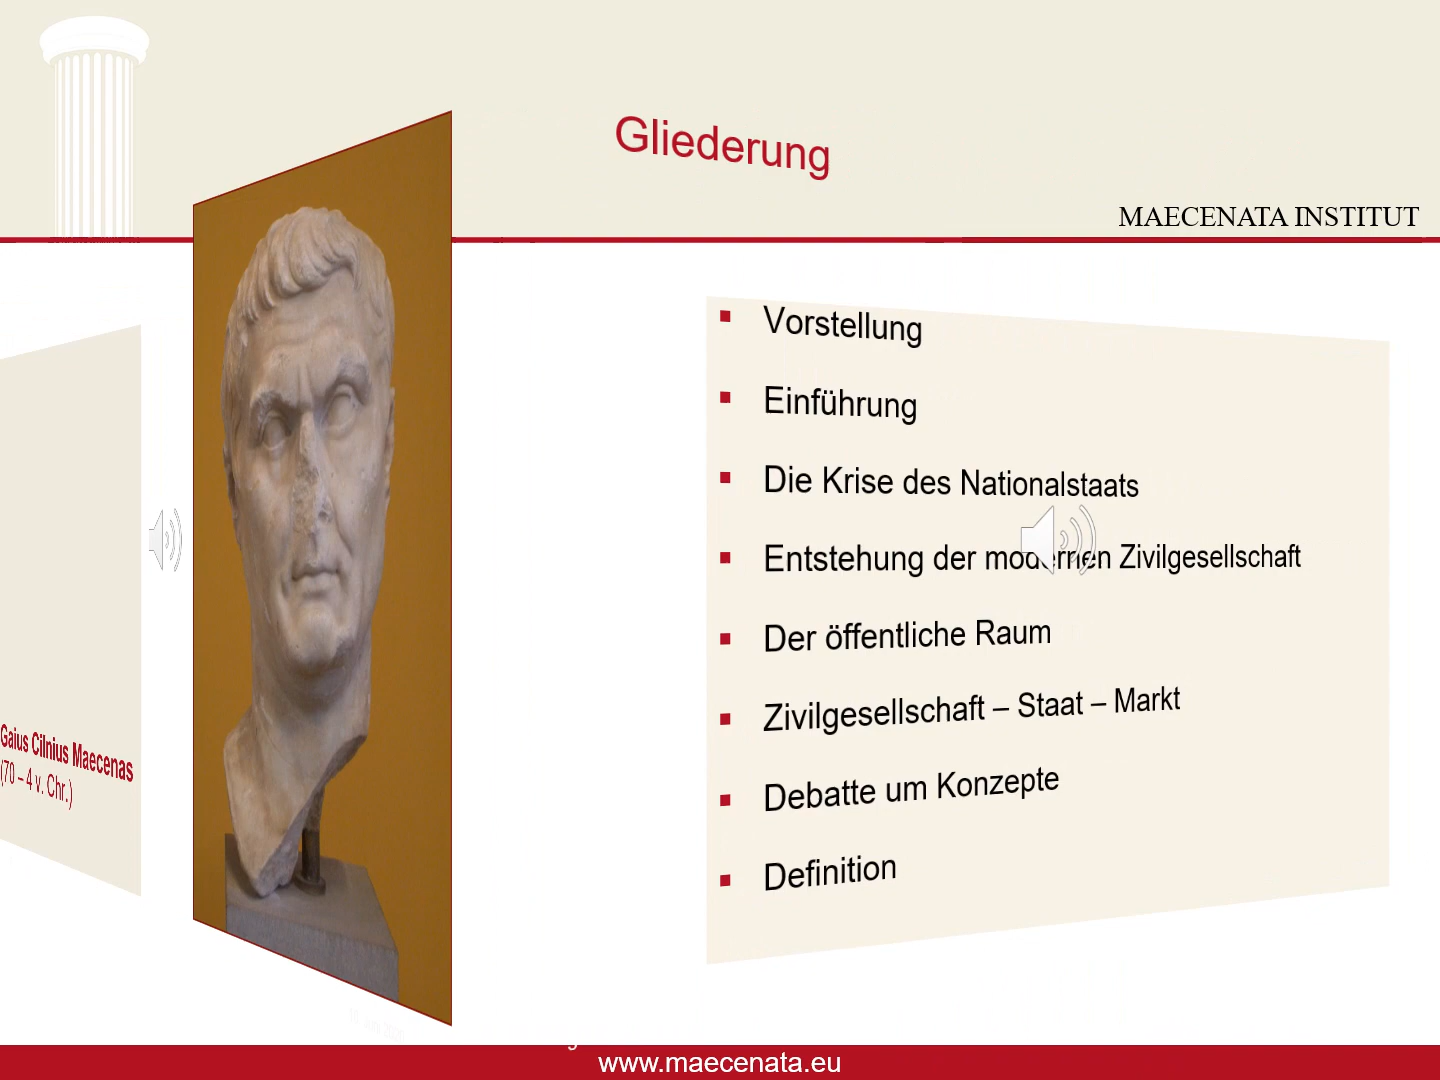 Gliederung
MAECENATA INSTITUT
Gaius Cilnius Maecenas
(70 – 4 v. Chr.)
Vorstellung
Einführung
Die Krise des Nationalstaats
Entstehung der modernen Zivilgesellschaft
Der öffentliche Raum
Zivilgesellschaft – Staat – Markt
Debatte um Konzepte
Definition
www.maecenata.eu